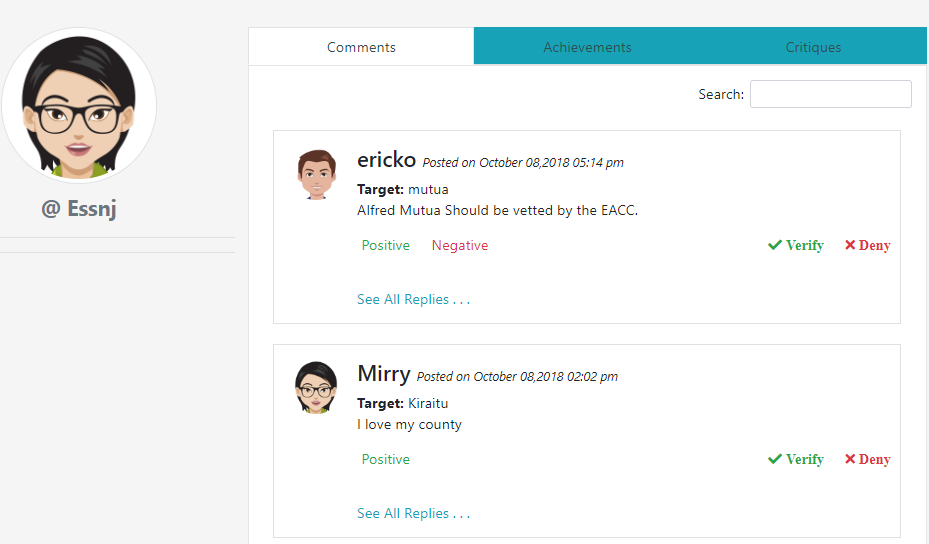 @ Essnj
Comments
Achievements
Critiques
Search:
ericko Posted on October 08,2018 05:14 pm
Target: mutua
Alfred Mutua Should be vetted by the EACC.
Positive Negative Verify Deny
See All Replies . . .
Mirry Posted on October 08,2018 02:02 pm
Target: Kiraitu
I love my county
Positive Verify Deny
See All Replies . . .